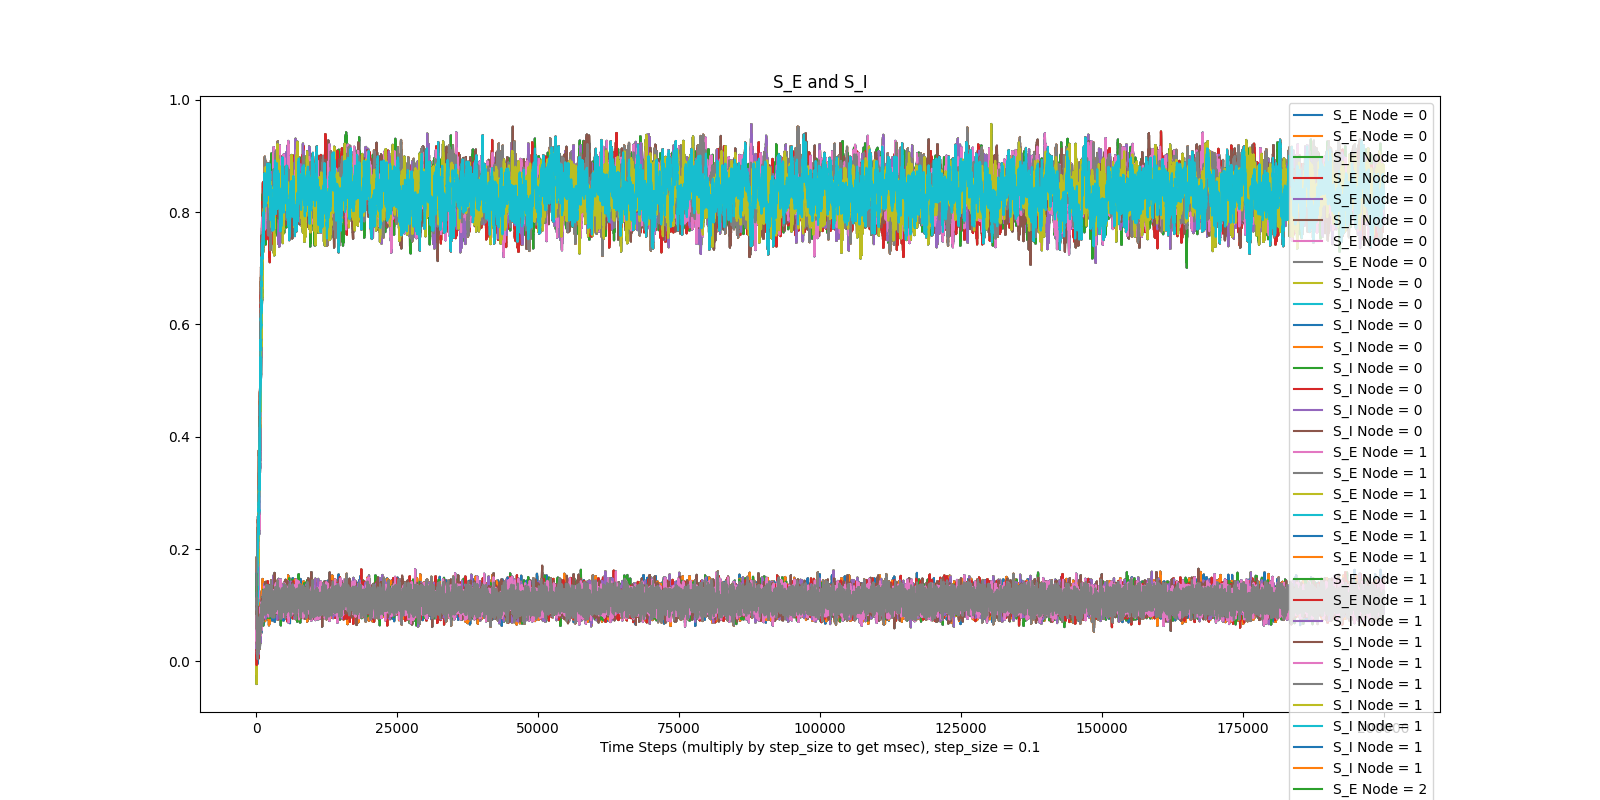 S_E and S_I
1.0
0.8
0.6
0.4
0.2
0.0
0
25000
50000
75000
100000
125000
150000
175000
Time Steps (multiply by step_size to get msec), step_size = 0.1
S_E Node = 0
S_E Node = 0
S_E Node = 0
S_E Node = 0
S_E Node = 0
S_E Node = 0
S_E Node = 0
S_E Node = 0
S_I Node = 0
S_I Node = 0
S_I Node = 0
S_I Node = 0
S_I Node = 0
S_I Node = 0
S_I Node = 0
S_I Node = 0
S_E Node = 1
S_E Node = 1
S_E Node = 1
S_E Node = 1
S_E Node = 1
S_E Node = 1
S_E Node = 1
S_E Node = 1
S_I Node = 1
S_I Node = 1
S_I Node = 1
S_I Node = 1
S_I Node = 1
S_I Node = 1
S_I Node = 1
S_I Node = 1
S_E Node = 2